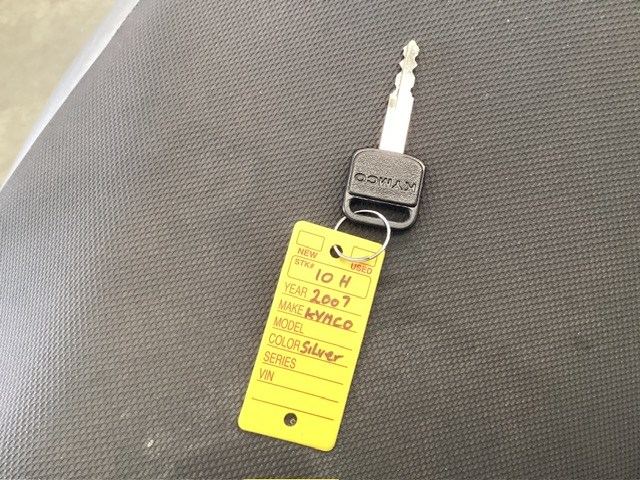 KYMCO
NEW USED
STK# 10 H
YEAR 2007
MAKE KYMCO
MODEL
COLOR Silver
SERIES
VIN